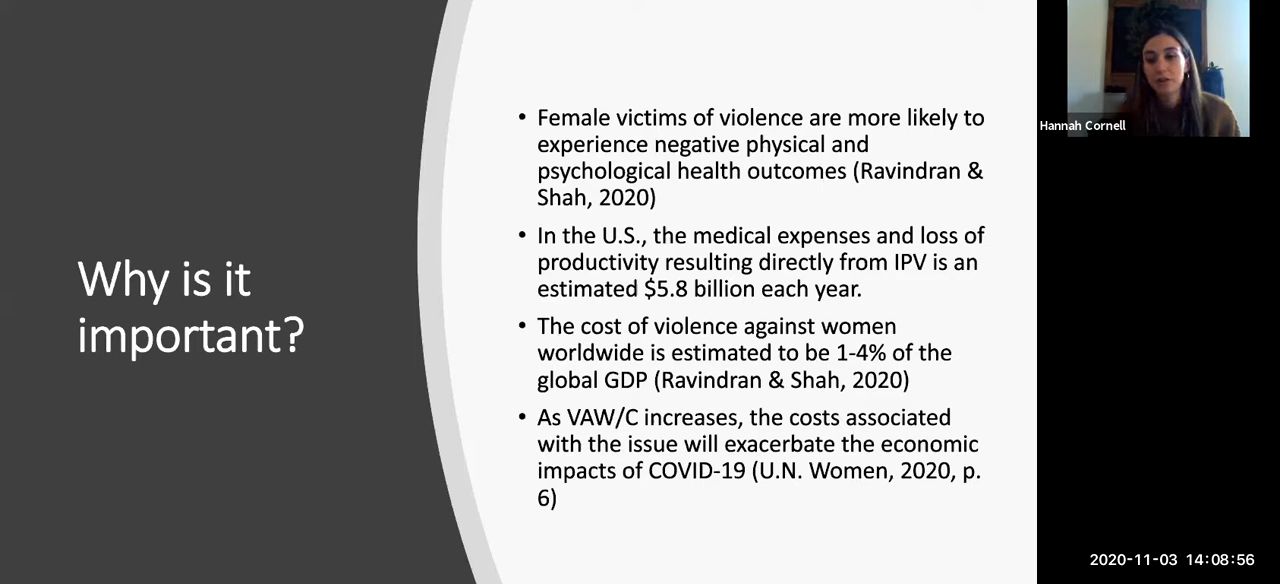 Why is it
important?
• Female victims of violence are more likely to
experience negative physical and
psychological health outcomes (Ravindran &
Shah, 2020)
• In the U.S., the medical expenses and loss of
productivity resulting directly from IPV is an
estimated $5.8 billion each year.
• The cost of violence against women
worldwide is estimated to be 1-4% of the
global GDP (Ravindran & Shah, 2020)
• As VAW/C increases, the costs associated
with the issue will exacerbate the economic
impacts of COVID-19 (U.N. Women, 2020, p.
6)
Hannah Cornell
2020-11-03 14:08:56